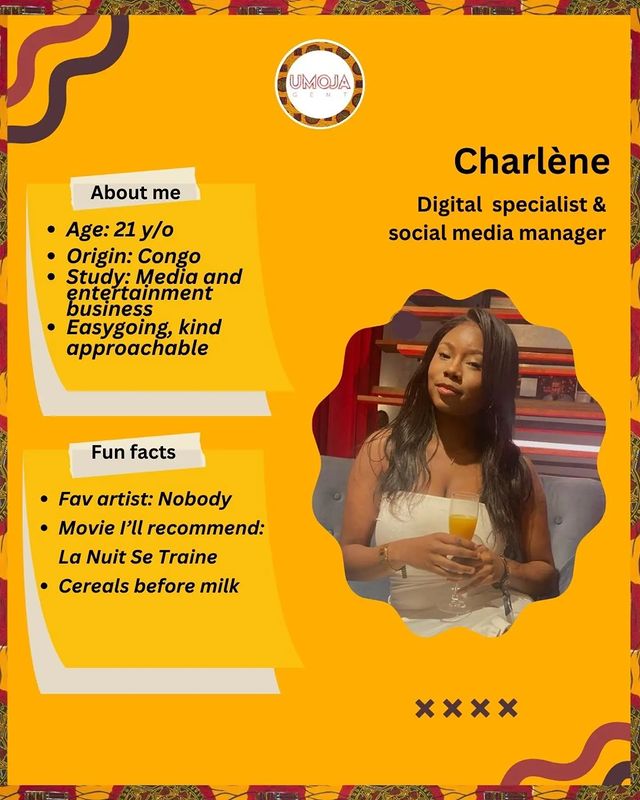 UMOJA
GENT
Charlène
Digital specialist &
social media manager
About me
• Age: 21 y/o
• Origin: Congo
• Study: Media and
entertainment
business
• Easygoing, kind
approachable
Fun facts
• Fav artist: Nobody
• Movie I’ll recommend:
La Nuit Se Traine
• Cereals before milk